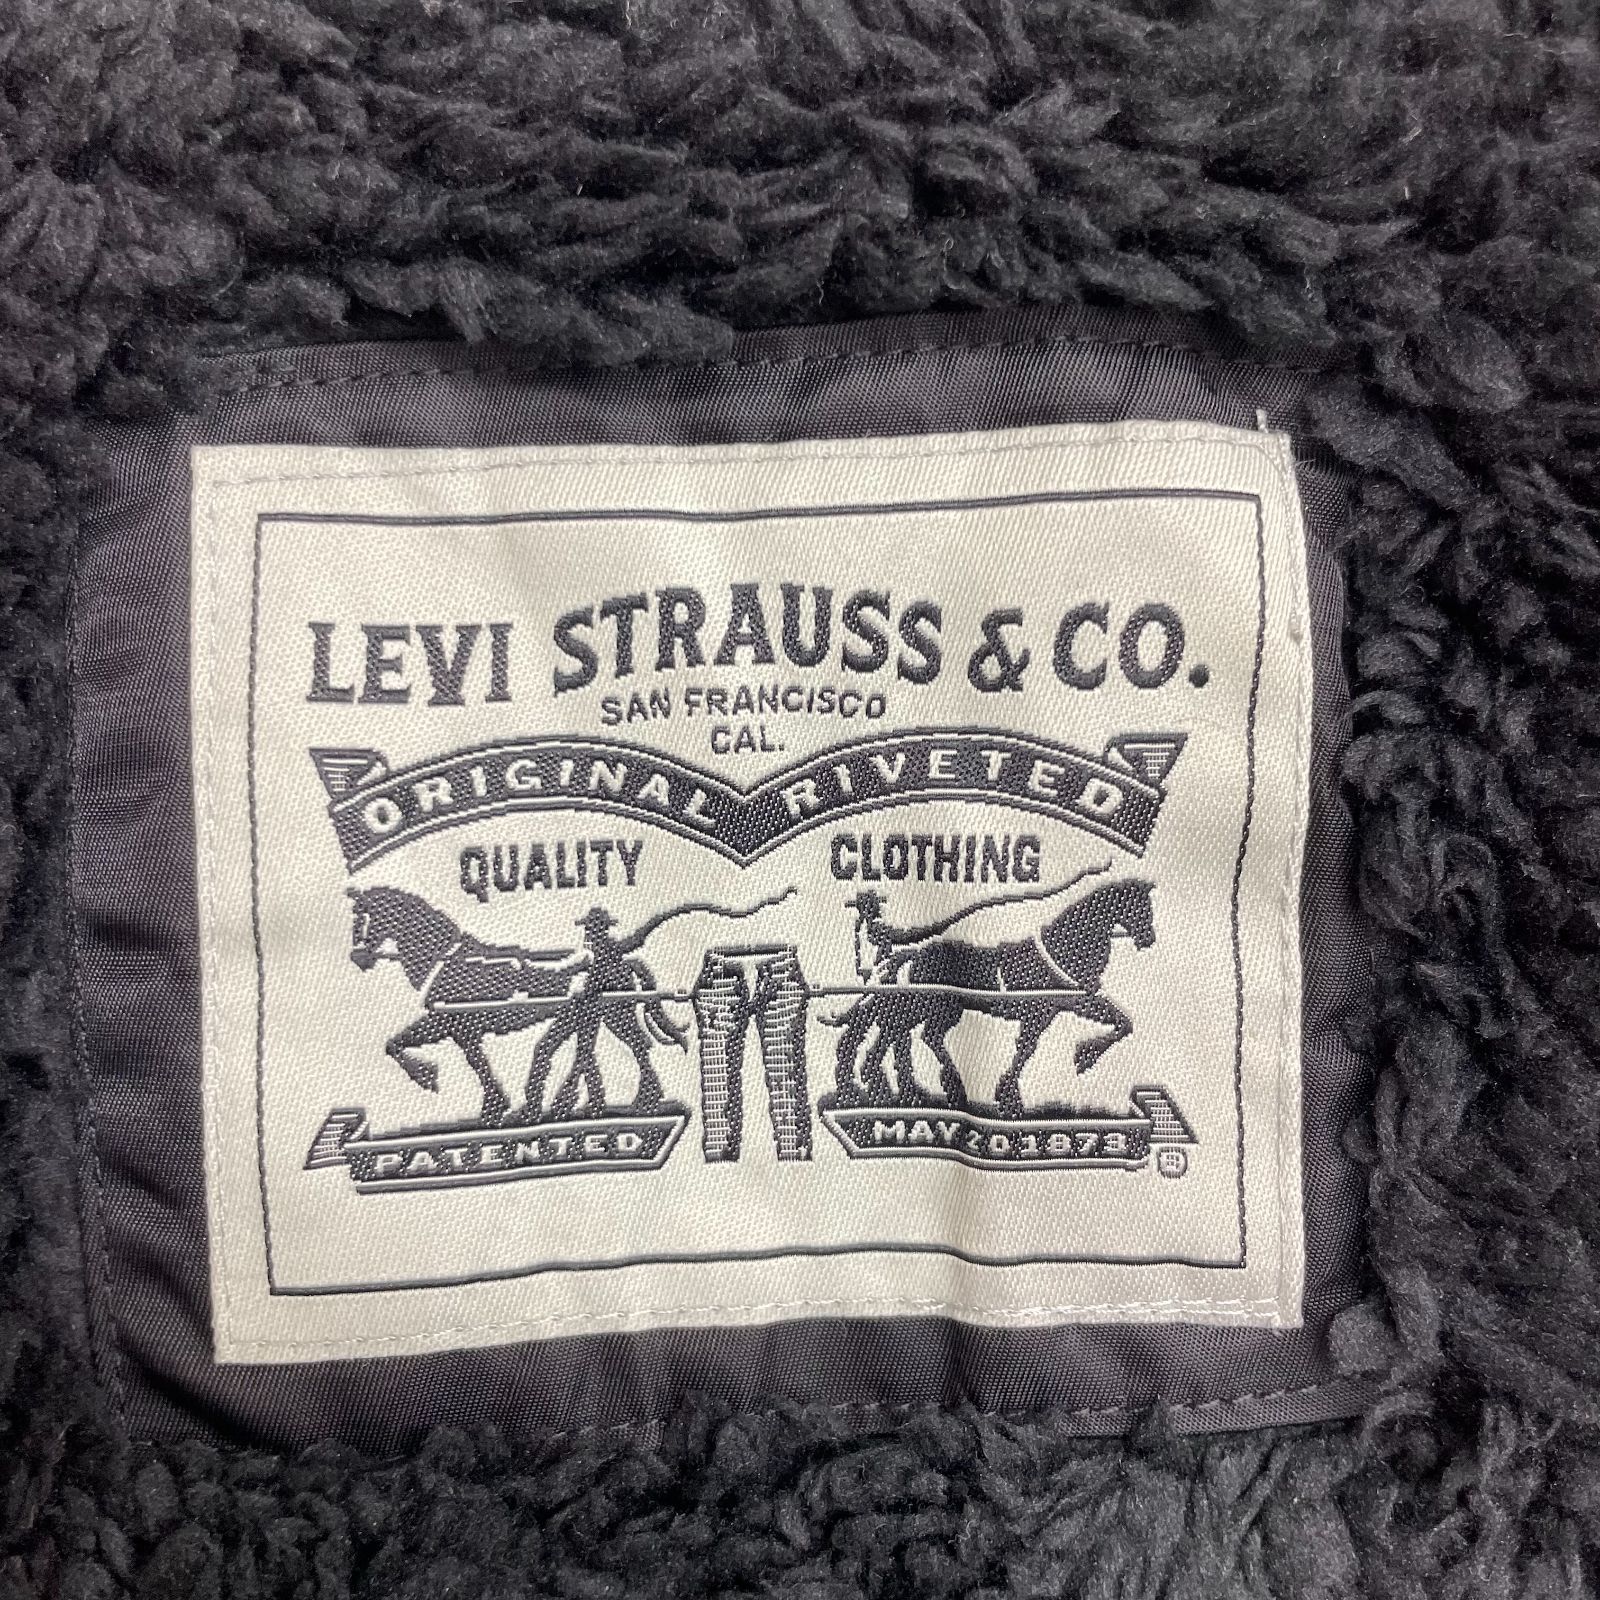 LEVI STRAUSS & CO.
SAN FRANCISCO
CAL.
ORIGINAL RIVETED
QUALITY CLOTHING
PATENTED MAY 20 1873 ®